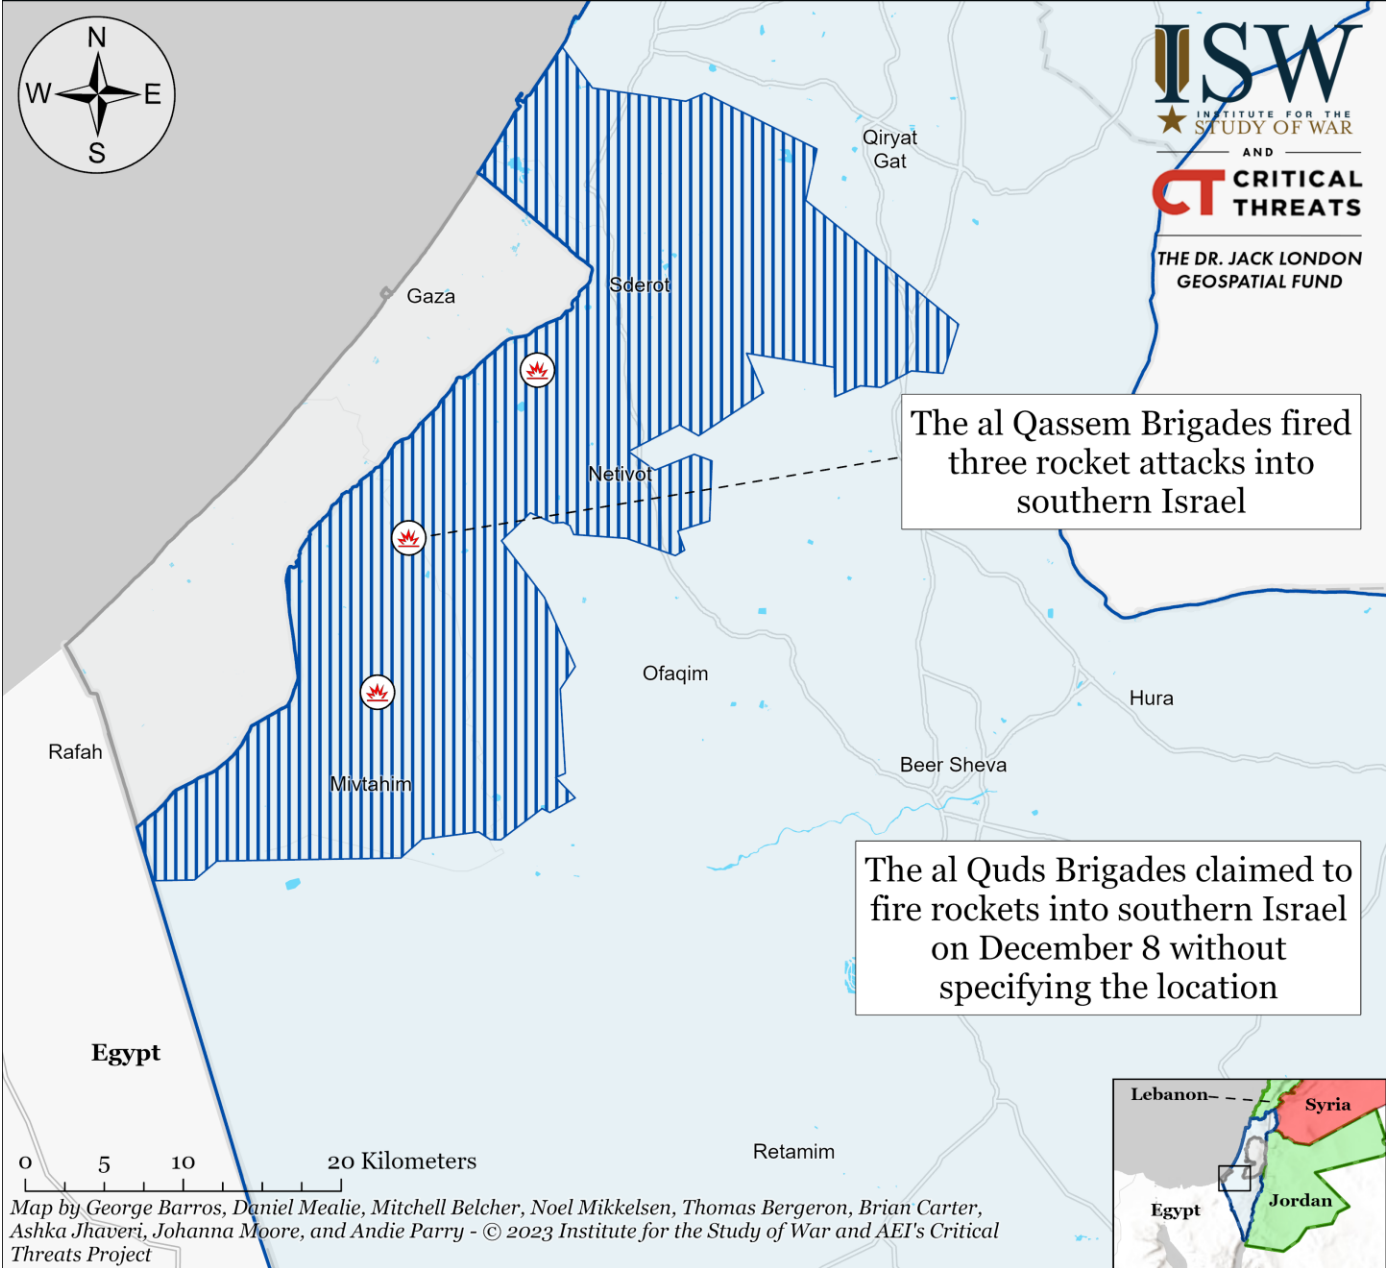 N
W E
S
ISW
INSTITUTE FOR THE
STUDY OF WAR
AND
CT CRITICAL
THREATS
THE DR. JACK LONDON
GEOSPATIAL FUND
Qiryat
Gat
Sderot
Gaza
The al Qassem Brigades fired
three rocket attacks into
southern Israel
Netivot
Ofaqim
Hura
Rafah
Beer Sheva
Mivtahim
The al Quds Brigades claimed to
fire rockets into southern Israel
on December 8 without
specifying the location
Egypt
Retamim
0 5 10 20 Kilometers
Map by George Barros, Daniel Mealie, Mitchell Belcher, Noel Mikkelsen, Thomas Bergeron, Brian Carter,
Ashka Jhaveri, Johanna Moore, and Andie Parry - © 2023 Institute for the Study of War and AEI's Critical
Threats Project
Lebanon
Syria
Jordan
Egypt